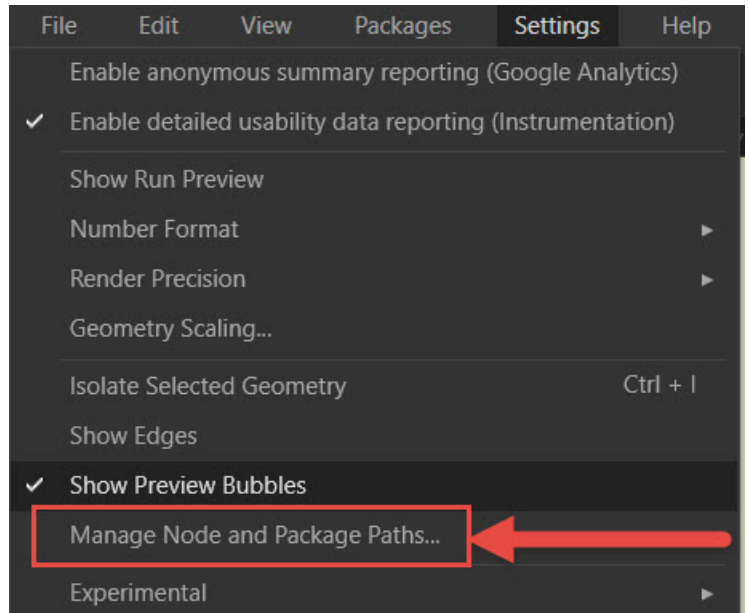 File Edit View Packages Settings Help
Enable anonymous summary reporting (Google Analytics)
Enable detailed usability data reporting (Instrumentation)
Show Run Preview
Number Format
Render Precision
Geometry Scaling...
Isolate Selected Geometry Ctrl + I
Show Edges
Show Preview Bubbles
Manage Node and Package Paths...
Experimental